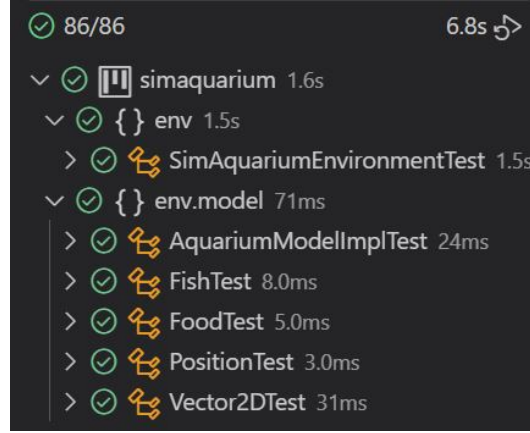 86/86 6.8s
simaquarium 1.6s
{ } env 1.5s
SimAquariumEnvironmentTest 1.5s
{ } env.model 71ms
AquariumModelImplTest 24ms
FishTest 8.0ms
FoodTest 5.0ms
PositionTest 3.0ms
Vector2DTest 31ms